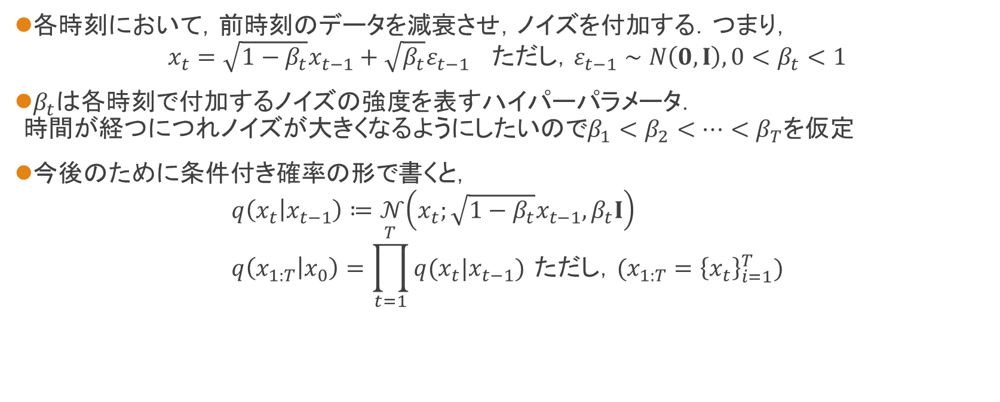 ●各時刻において, 前時刻のデータを減衰させ, ノイズを付加する. つまり,
$x_t = \sqrt{1-\beta_t}x_{t-1} + \sqrt{\beta_t}\varepsilon_{t-1}$ ただし, $\varepsilon_{t-1} \sim N(\mathbf{0}, \mathbf{I}), 0 < \beta_t < 1$
●$\beta_t$は各時刻で付加するノイズの強度を表すハイパーパラメータ.
時間が経つにつれノイズが大きくなるようにしたいので$\beta_1 < \beta_2 < \cdots < \beta_T$を仮定
●今後のために条件付き確率の形で書くと,
$q(x_t|x_{t-1}) := \mathcal{N}\left(x_t; \sqrt{1-\beta_t}x_{t-1}, \beta_t\mathbf{I}\right)$
$q(x_{1:T}|x_0) = \prod_{t=1}^{T} q(x_t|x_{t-1})$ ただし, $(x_{1:T} = \{x_t\}_{i=1}^{T})$